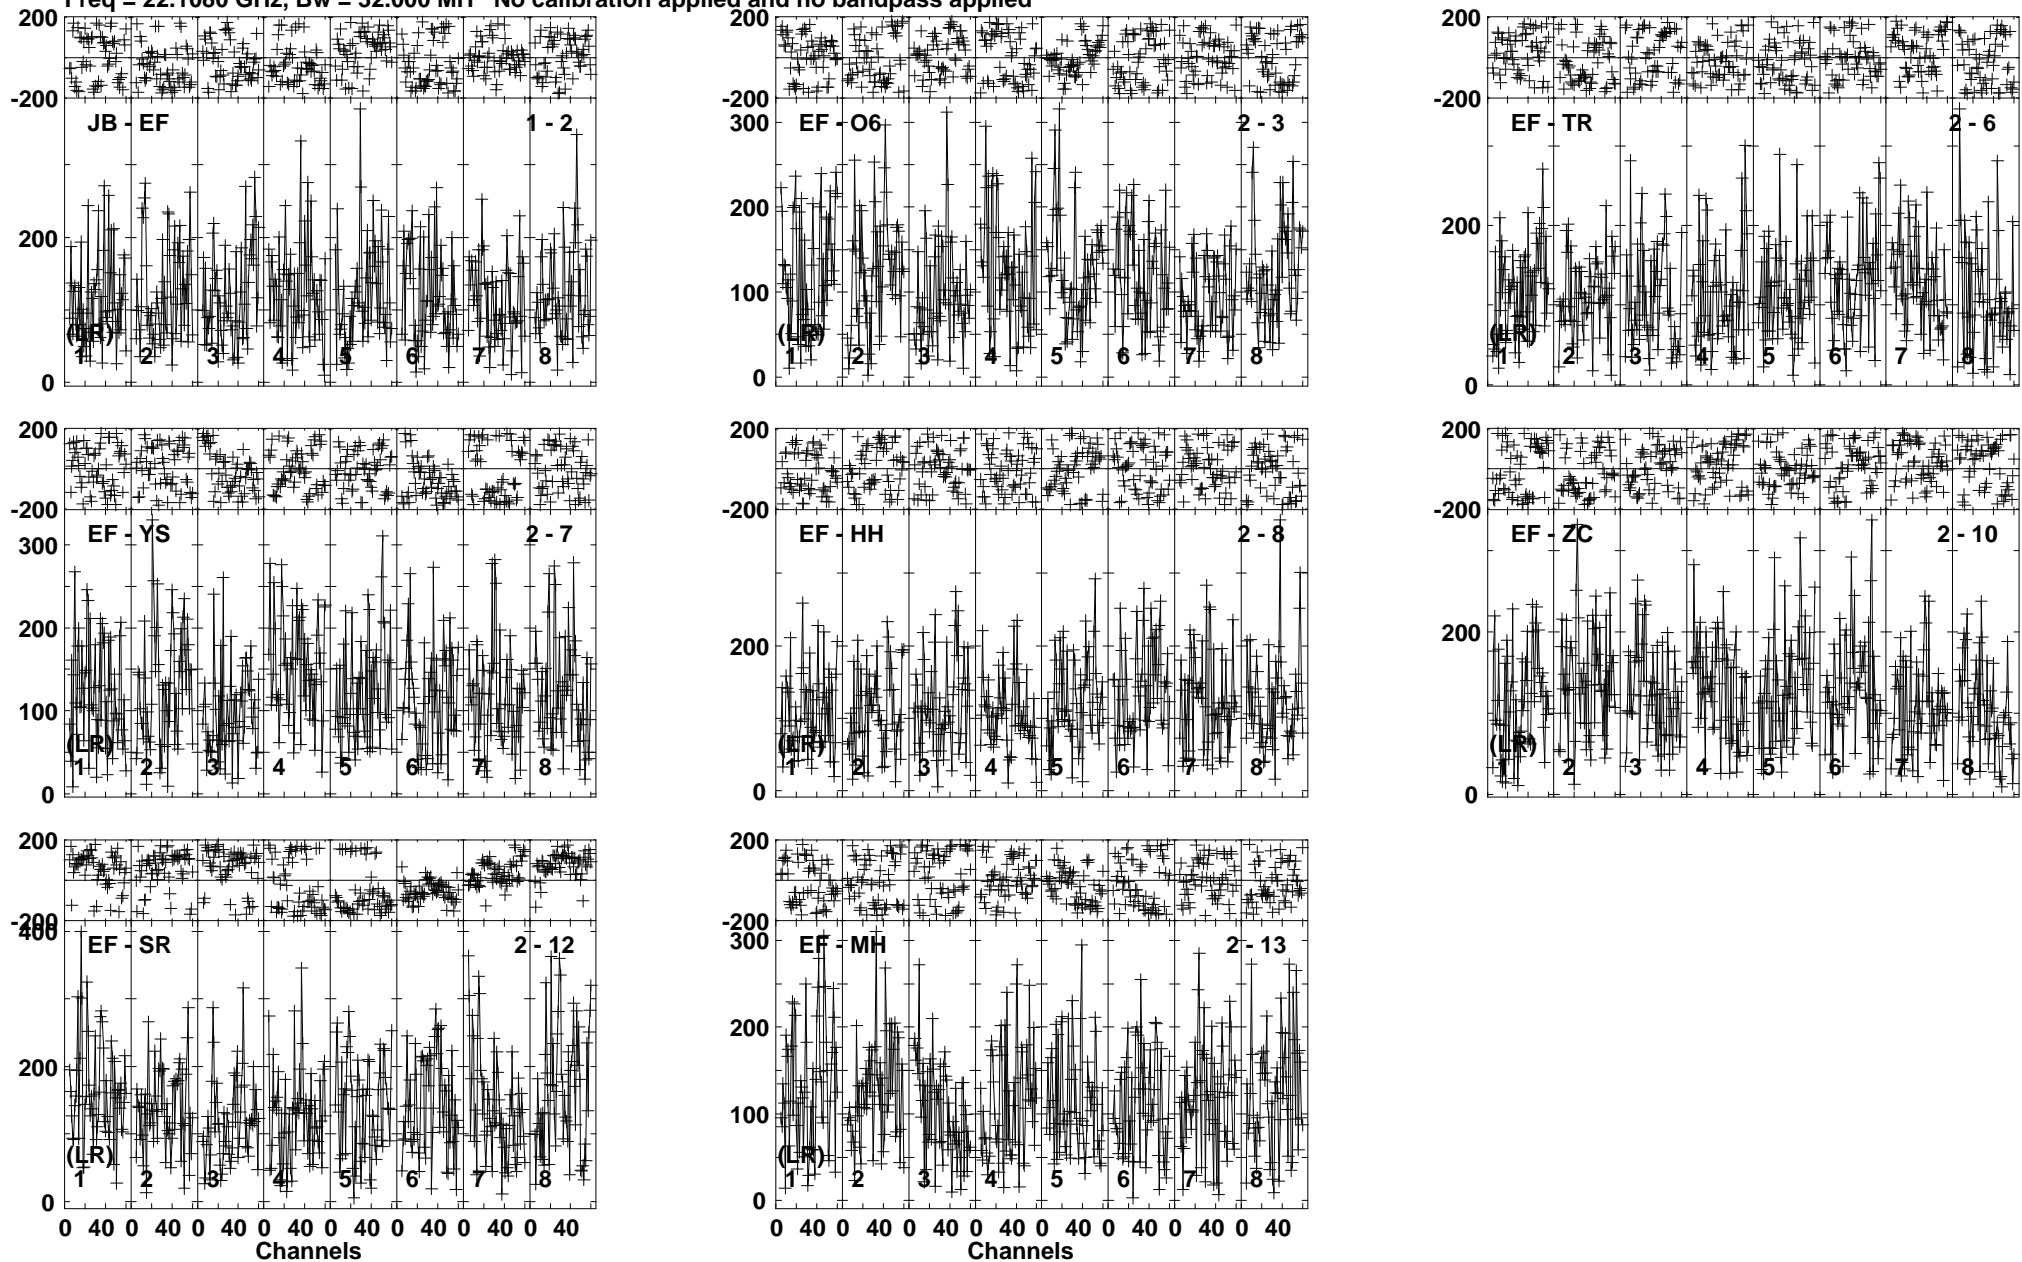 Freq = 22.1080 GHz, Bw = 32.000 MH No calibration applied and no bandpass applied
200 200 200
-200 -200 -200
JB - EF 1 - 2 EF - O6 2 - 3 EF - TR 2 - 6
300
200 200 200
100
(LR) (LR) (LR)
1 2 3 4 5 6 7 8 1 2 3 4 5 6 7 8 1 2 3 4 5 6 7 8
0 0 0
200 200 200
-200 -200 -200
EF - YS 2 - 7 EF - HH 2 - 8 EF - ZC 2 - 10
300
200 200 200
100
(LR) (LR) (LR)
1 2 3 4 5 6 7 8 1 2 3 4 5 6 7 8 1 2 3 4 5 6 7 8
0 0 0
200 200
-200 -200
400
EF - SR 2 - 12 EF - MH 2 - 13
300
200 200
100
(LR) (LR)
1 2 3 4 5 6 7 8 1 2 3 4 5 6 7 8
0 0
0 40 0 40 0 40 0 40 0 40 0 40 0 40 0 40 0 40 0 40 0 40 0 40 0 40 0 40 0 40 0 40
Channels Channels